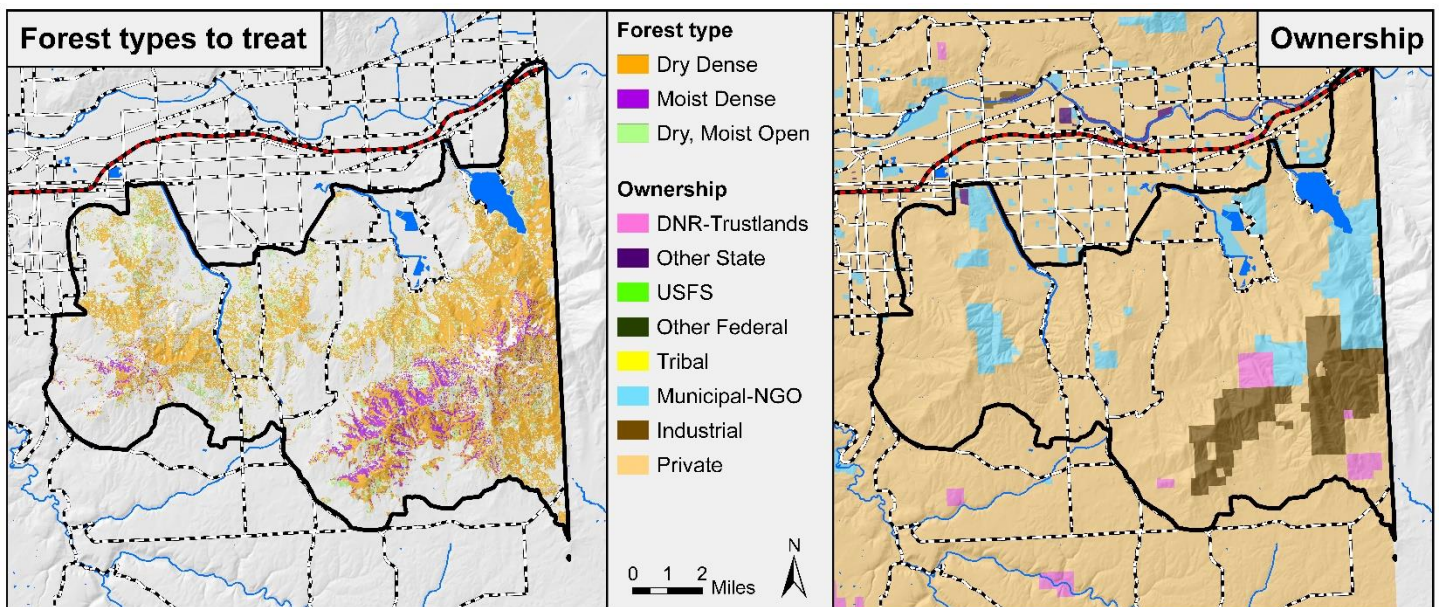 Forest types to treat
Forest type
Dry Dense
Moist Dense
Dry, Moist Open
Ownership
DNR-Trustlands
Other State
USFS
Other Federal
Tribal
Municipal-NGO
Industrial
Private
N
0 1 2
Miles
Ownership